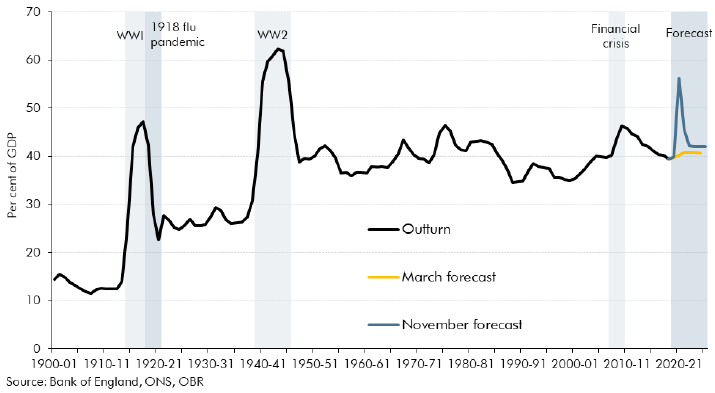 70
60
50
40
30
20
10
0
Per cent of GDP
WWI
1918 flu
pandemic
WW2
Financial
crisis
Forecast
Outturn
March forecast
November forecast
1900-01 1910-11 1920-21 1930-31 1940-41 1950-51 1960-61 1970-71 1980-81 1990-91 2000-01 2010-11 2020-21
Source: Bank of England, ONS, OBR